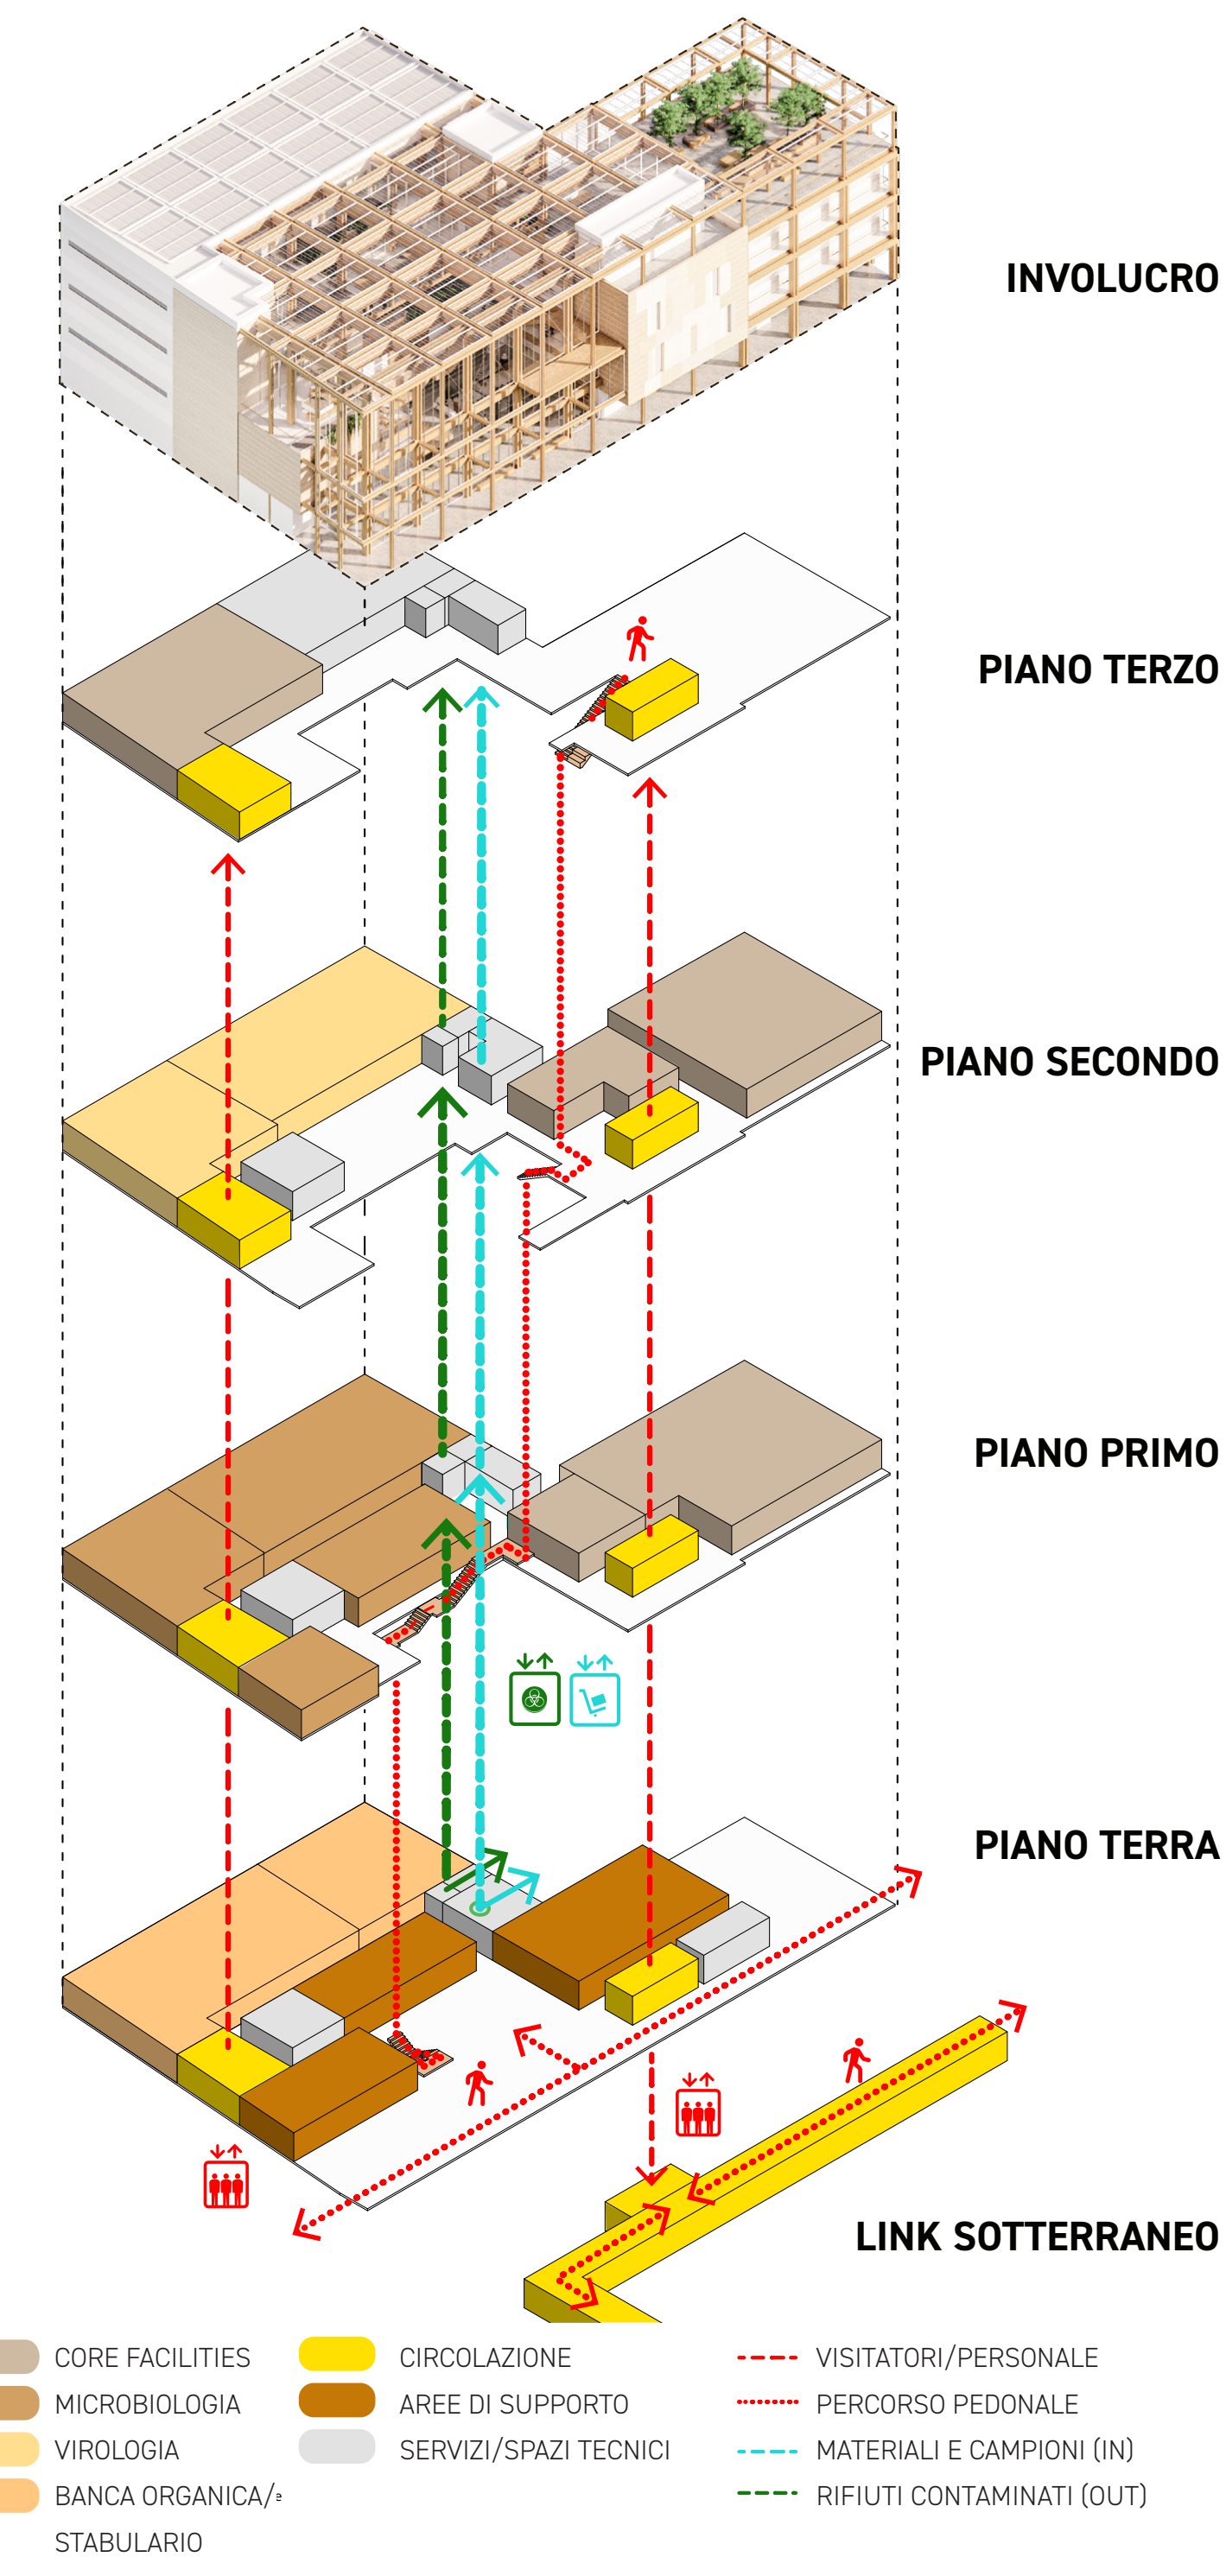 INVOLUCRO
PIANO TERZO
PIANO SECONDO
PIANO PRIMO
PIANO TERRA
LINK SOTTERRANEO
CORE FACILITIES
MICROBIOLOGIA
VIROLOGIA
BANCA ORGANICA/e
STABULARIO
CIRCOLAZIONE
AREE DI SUPPORTO
SERVIZI/SPAZI TECNICI
VISITATORI/PERSONALE
PERCORSO PEDONALE
MATERIALI E CAMPIONI (IN)
RIFIUTI CONTAMINATI (OUT)